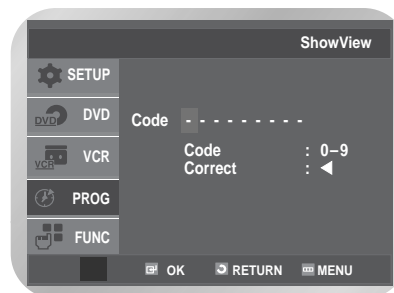 ShowView
SETUP
DVD DVD
Code - - - - - - - - -
VCR VCR
Code : 0–9
Correct : ◀
PROG
FUNC
OK RETURN MENU